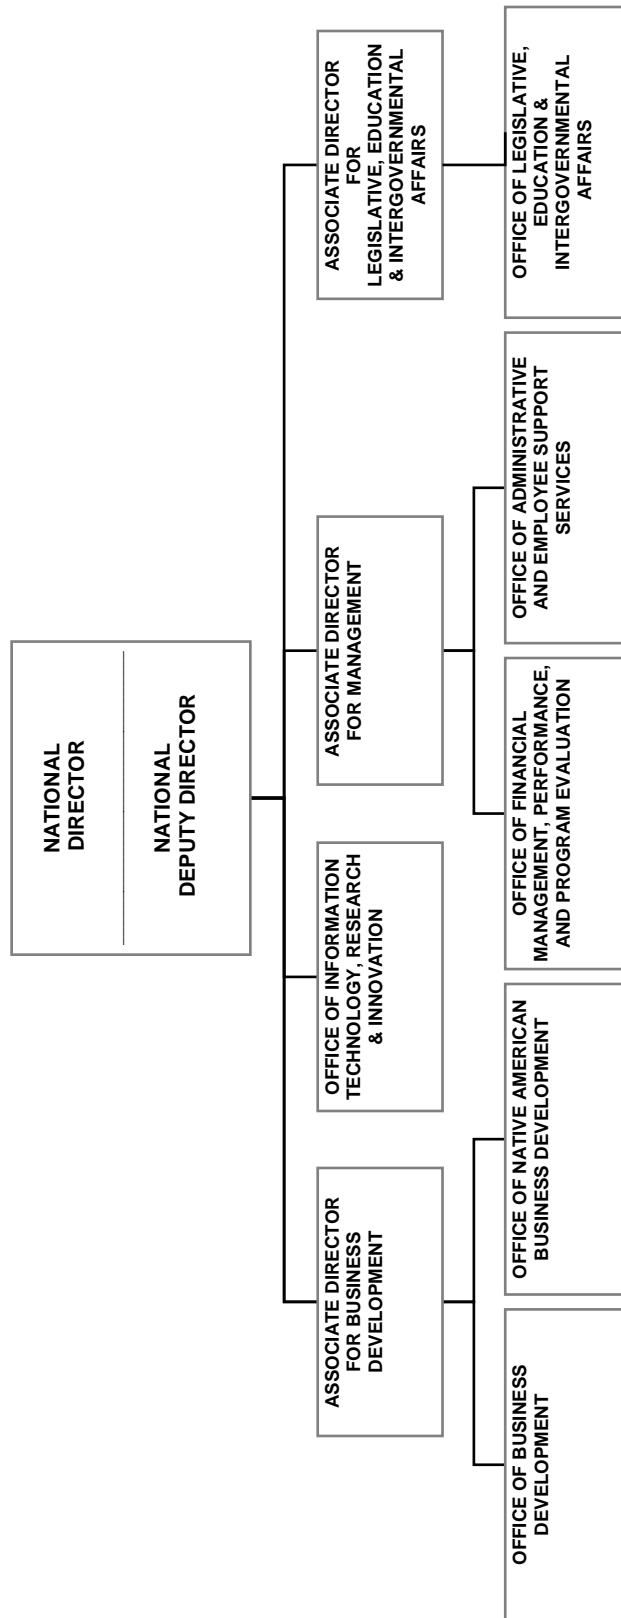 NATIONAL
DIRECTOR
NATIONAL
DEPUTY DIRECTOR
ASSOCIATE DIRECTOR
FOR BUSINESS
DEVELOPMENT
OFFICE OF INFORMATION
TECHNOLOGY, RESEARCH
& INNOVATION
ASSOCIATE DIRECTOR
FOR MANAGEMENT
ASSOCIATE DIRECTOR
FOR
LEGISLATIVE, EDUCATION
& INTERGOVERNMENTAL
AFFAIRS
OFFICE OF BUSINESS
DEVELOPMENT
OFFICE OF NATIVE AMERICAN
BUSINESS DEVELOPMENT
OFFICE OF FINANCIAL
MANAGEMENT, PERFORMANCE,
AND PROGRAM EVALUATION
OFFICE OF ADMINISTRATIVE
AND EMPLOYEE SUPPORT
SERVICES
OFFICE OF LEGISLATIVE,
EDUCATION &
INTERGOVERNMENTAL
AFFAIRS